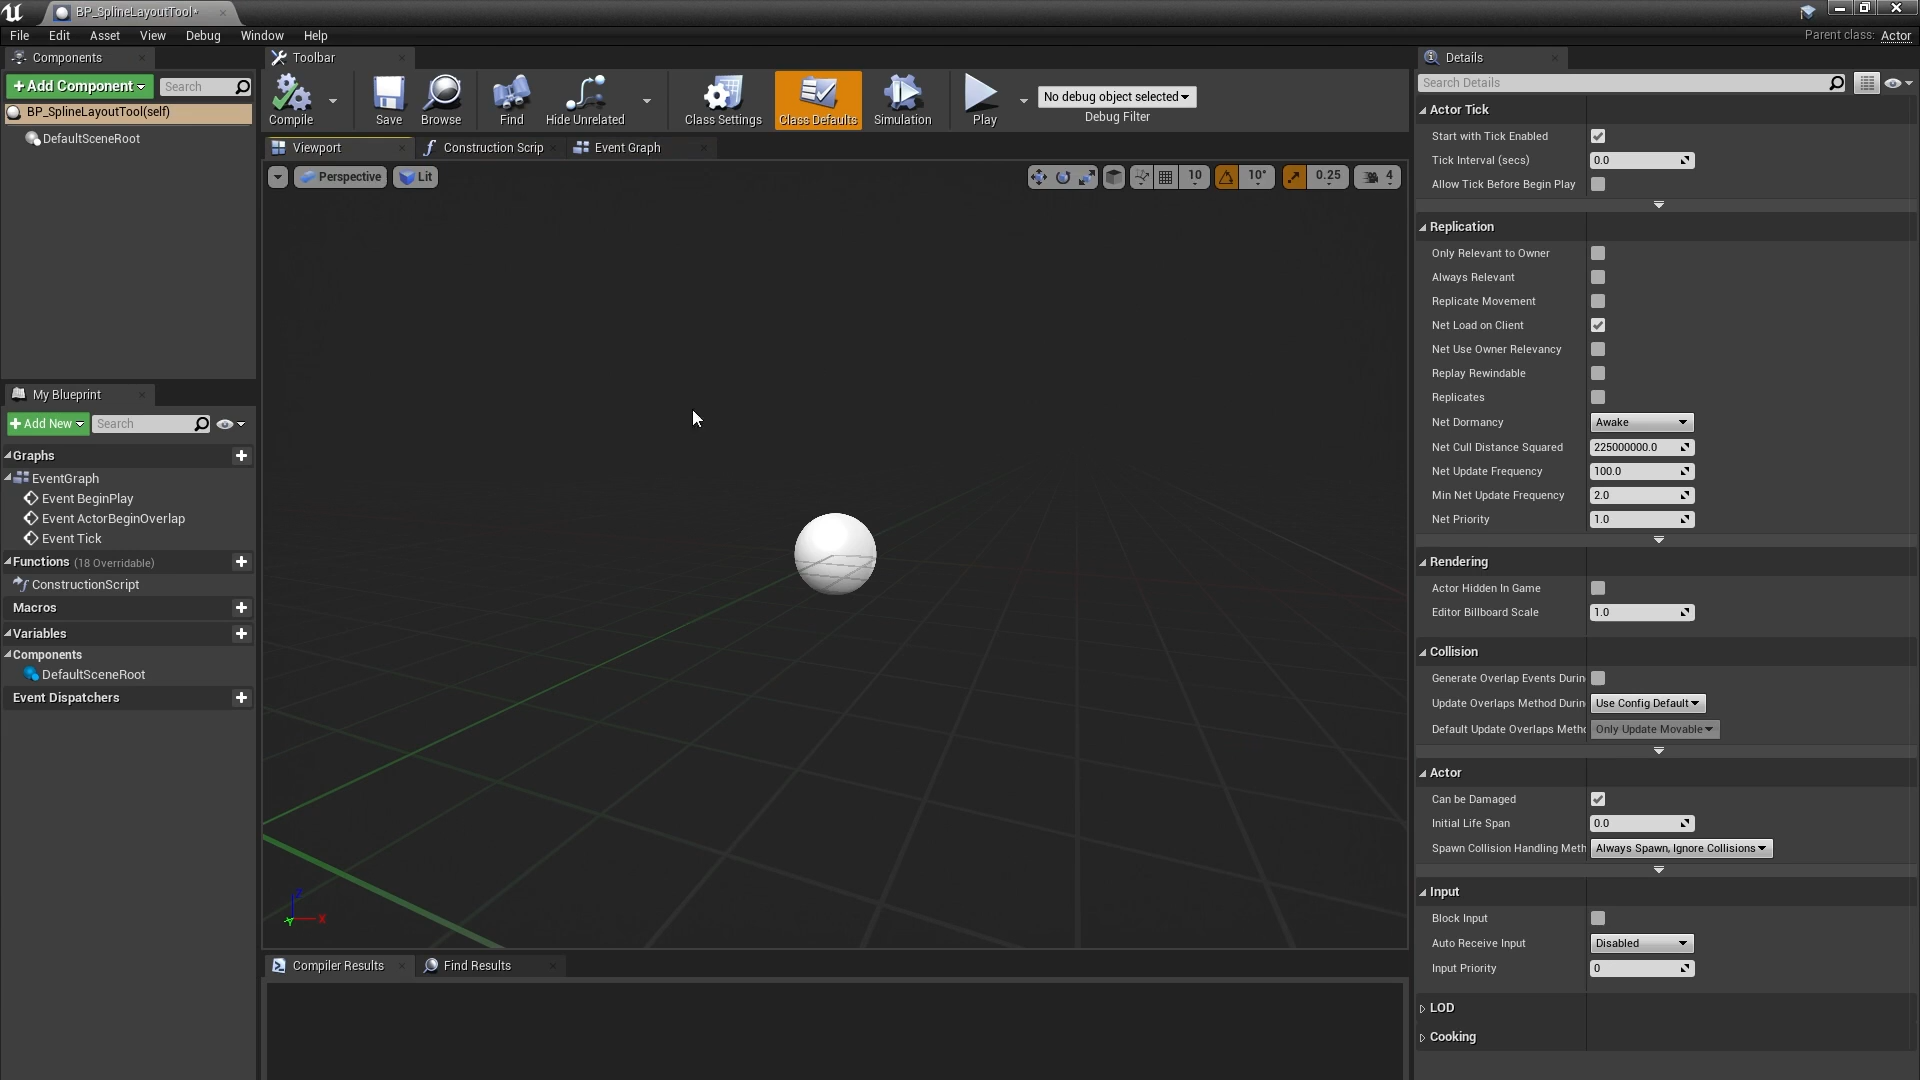 BP_SplineLayoutTool•
File Edit Asset View Debug Window Help
Parent class: Actor
Components
+Add Component
Search
BP_SplineLayoutTool(self)
DefaultSceneRoot
My Blueprint
+Add New
Search
Graphs
EventGraph
Event BeginPlay
Event ActorBeginOverlap
Event Tick
Functions (18 Overridable)
ConstructionScript
Macros
Variables
Components
DefaultSceneRoot
Event Dispatchers
Toolbar
Compile
Save
Browse
Find
Hide Unrelated
Class Settings
Class Defaults
Simulation
Play
No debug object selected
Debug Filter
Viewport
Construction Scrip
Event Graph
Perspective
Lit
10
10°
0.25
4
Z
X
Y
Compiler Results
Find Results
Details
Search Details
Actor Tick
Start with Tick Enabled
Tick Interval (secs) 0.0
Allow Tick Before Begin Play
Replication
Only Relevant to Owner
Always Relevant
Replicate Movement
Net Load on Client
Net Use Owner Relevancy
Replay Rewindable
Replicates
Net Dormancy Awake
Net Cull Distance Squared 225000000.0
Net Update Frequency 100.0
Min Net Update Frequency 2.0
Net Priority 1.0
Rendering
Actor Hidden In Game
Editor Billboard Scale 1.0
Collision
Generate Overlap Events Durin
Update Overlaps Method Durin Use Config Default
Default Update Overlaps Metho Only Update Movable
Actor
Can be Damaged
Initial Life Span 0.0
Spawn Collision Handling Meth Always Spawn, Ignore Collisions
Input
Block Input
Auto Receive Input Disabled
Input Priority 0
LOD
Cooking